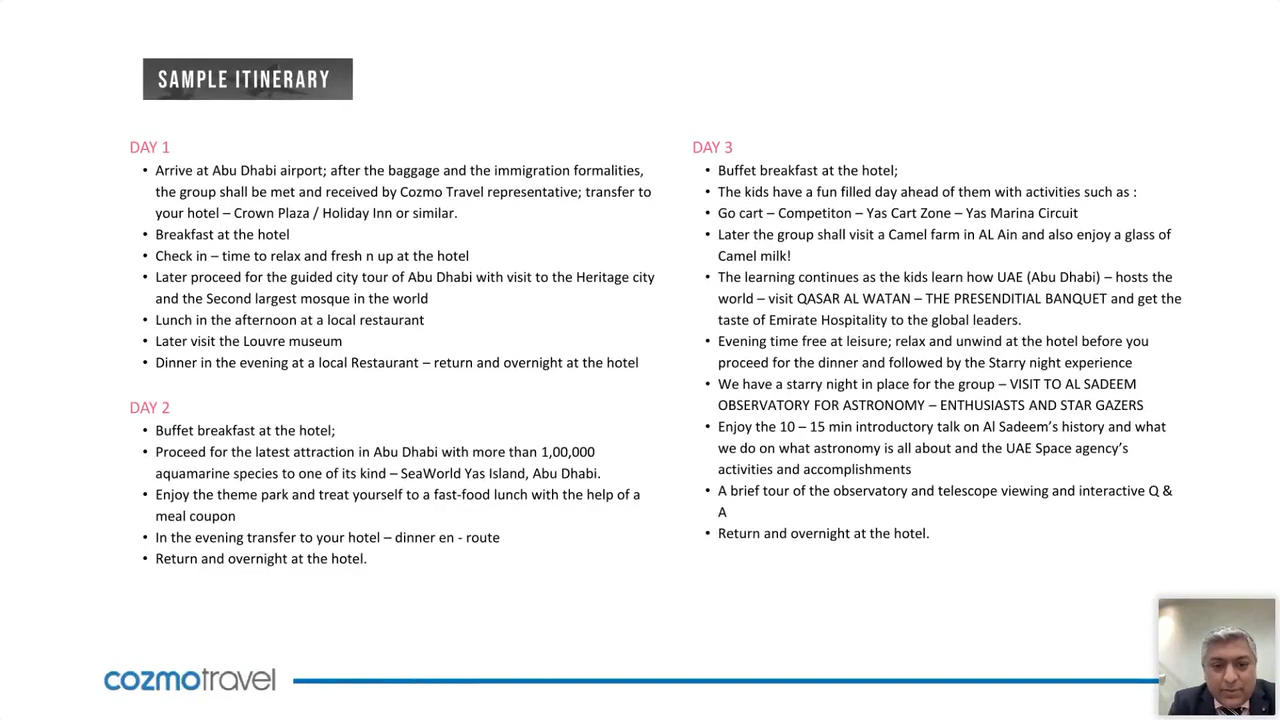 SAMPLE ITINERARY
DAY 1
• Arrive at Abu Dhabi airport; after the baggage and the immigration formalities,
the group shall be met and received by Cozmo Travel representative; transfer to
your hotel – Crown Plaza / Holiday Inn or similar.
• Breakfast at the hotel
• Check in – time to relax and fresh n up at the hotel
• Later proceed for the guided city tour of Abu Dhabi with visit to the Heritage city
and the Second largest mosque in the world
• Lunch in the afternoon at a local restaurant
• Later visit the Louvre museum
• Dinner in the evening at a local Restaurant – return and overnight at the hotel
DAY 2
• Buffet breakfast at the hotel;
• Proceed for the latest attraction in Abu Dhabi with more than 1,00,000
aquamarine species to one of its kind – SeaWorld Yas Island, Abu Dhabi.
• Enjoy the theme park and treat yourself to a fast-food lunch with the help of a
meal coupon
• In the evening transfer to your hotel – dinner en - route
• Return and overnight at the hotel.
DAY 3
• Buffet breakfast at the hotel;
• The kids have a fun filled day ahead of them with activities such as :
• Go cart – Competiton – Yas Cart Zone – Yas Marina Circuit
• Later the group shall visit a Camel farm in AL Ain and also enjoy a glass of
Camel milk!
• The learning continues as the kids learn how UAE (Abu Dhabi) – hosts the
world – visit QASAR AL WATAN – THE PRESENDITIAL BANQUET and get the
taste of Emirate Hospitality to the global leaders.
• Evening time free at leisure; relax and unwind at the hotel before you
proceed for the dinner and followed by the Starry night experience
• We have a starry night in place for the group – VISIT TO AL SADEEM
OBSERVATORY FOR ASTRONOMY – ENTHUSIASTS AND STAR GAZERS
• Enjoy the 10 – 15 min introductory talk on Al Sadeem's history and what
we do on what astronomy is all about and the UAE Space agency's
activities and accomplishments
• A brief tour of the observatory and telescope viewing and interactive Q &
A
• Return and overnight at the hotel.
cozmotravel